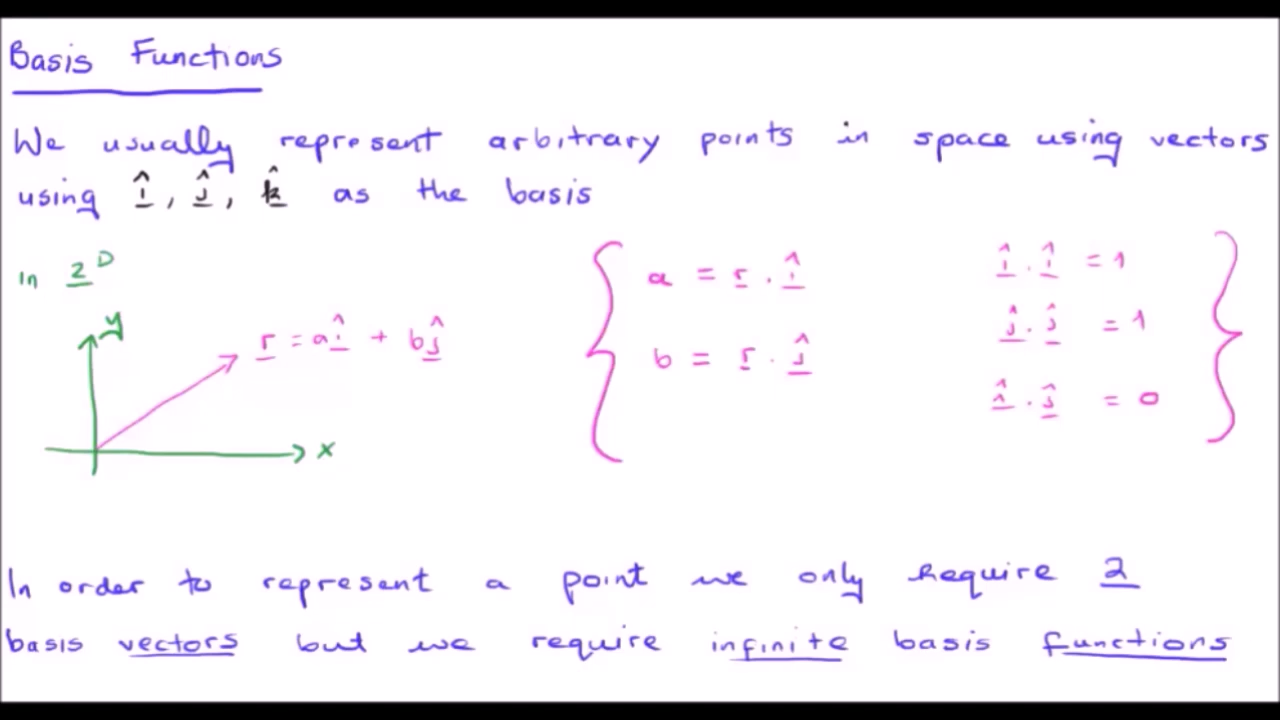 Basis Functions
We usually represent arbitrary points in space using vectors
using î, ĵ, k̂ as the basis
In 2D
y
r = aî + bĵ
x
a = r . î
b = r . ĵ
î . î = 1
ĵ . ĵ = 1
î . ĵ = 0
In order to represent a point we only require 2
basis vectors but we require infinite basis functions